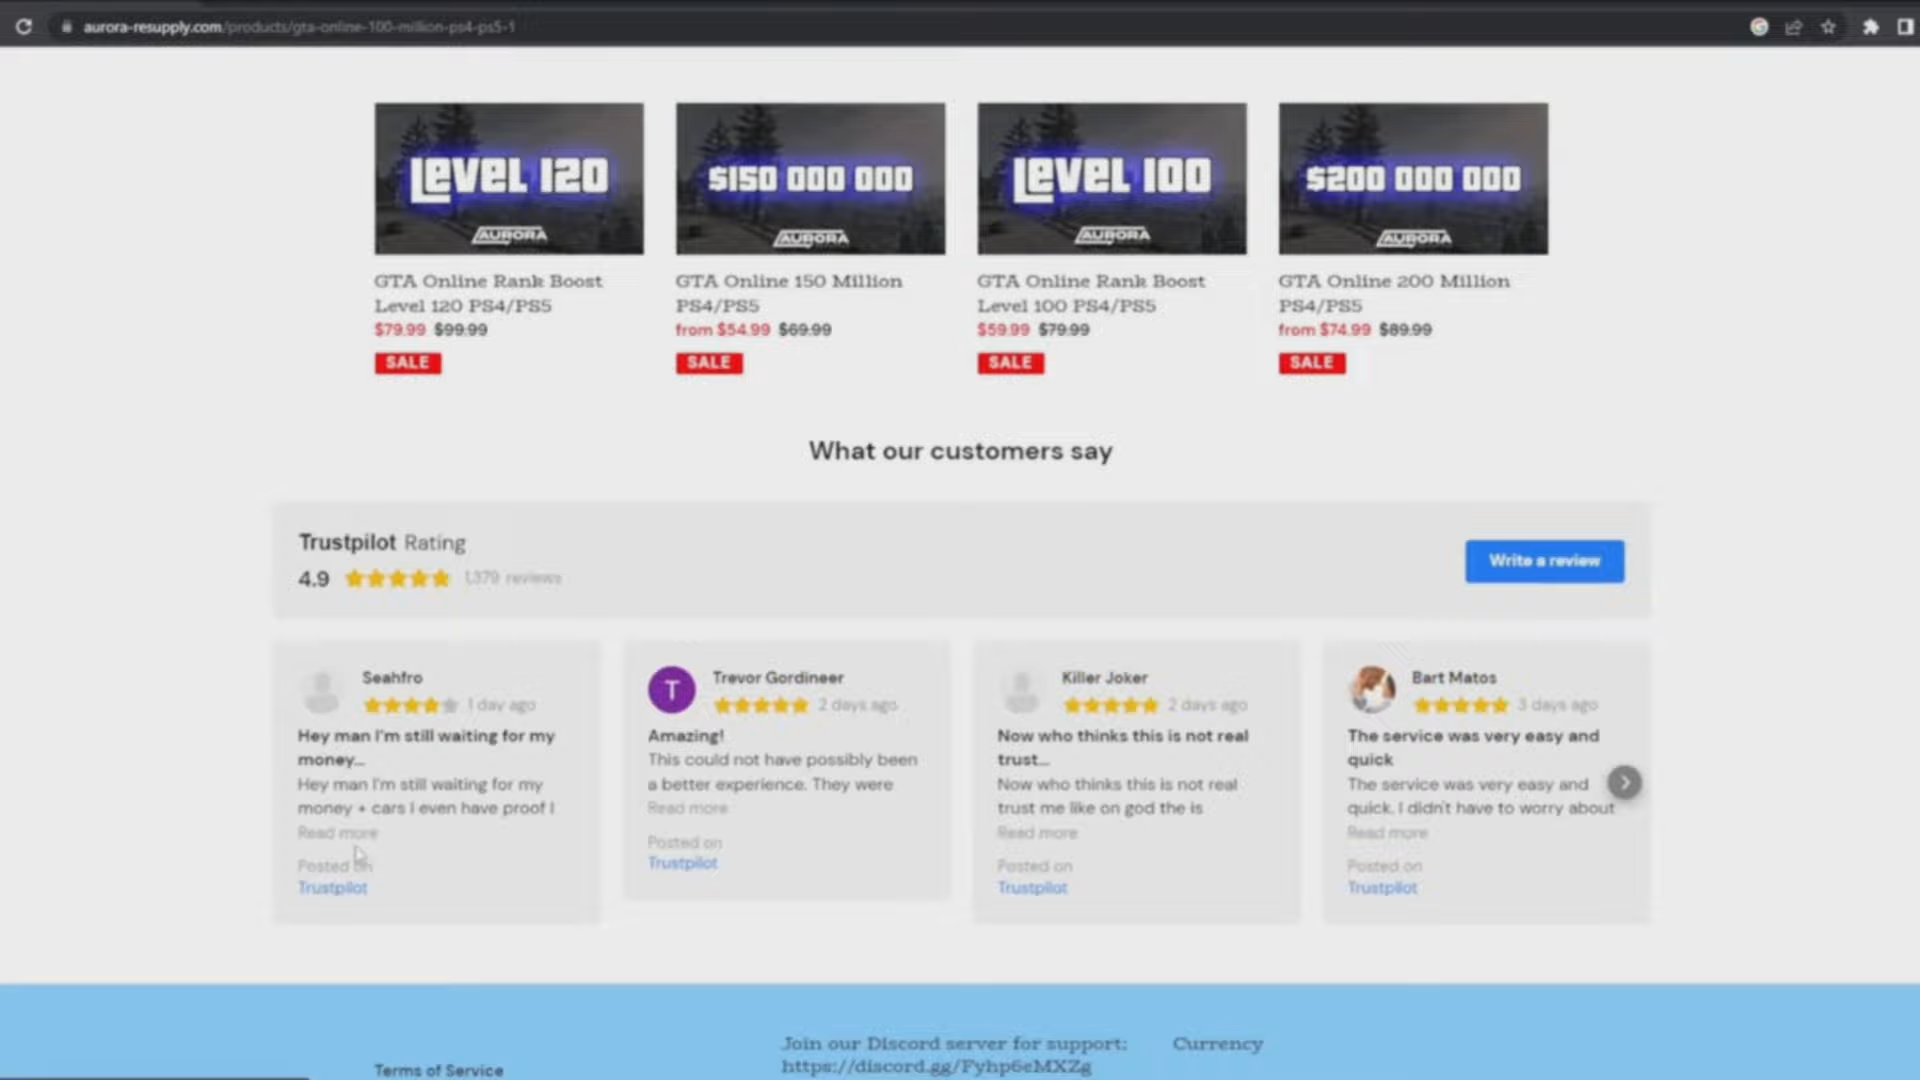 aurora-resupply.com/products/gta-online-100-million-ps4-ps5-1
LEVEL 120
AURORA
$150 000 000
AURORA
LEVEL 100
AURORA
$200 000 000
AURORA
GTA Online Rank Boost
Level 120 PS4/PS5
$79.99 $99.99
SALE
GTA Online 150 Million
PS4/PS5
from $54.99 $69.99
SALE
GTA Online Rank Boost
Level 100 PS4/PS5
$59.99 $79.99
SALE
GTA Online 200 Million
PS4/PS5
from $74.99 $89.99
SALE
What our customers say
Trustpilot Rating
4.9 1,379 reviews
Write a review
Seahfro
1 day ago
Hey man I'm still waiting for my
money...
Hey man I'm still waiting for my
money + cars I even have proof I
Read more
Posted on
Trustpilot
T
Trevor Gordineer
2 days ago
Amazing!
This could not have possibly been
a better experience. They were
Read more
Posted on
Trustpilot
Killer Joker
2 days ago
Now who thinks this is not real
trust...
Now who thinks this is not real
trust me like on god the is
Read more
Posted on
Trustpilot
Bart Matos
3 days ago
The service was very easy and
quick
The service was very easy and
quick. I didn't have to worry about
Read more
Posted on
Trustpilot
Terms of Service
Join our Discord server for support:
https://discord.gg/Fyhp6eMXZg
Currency